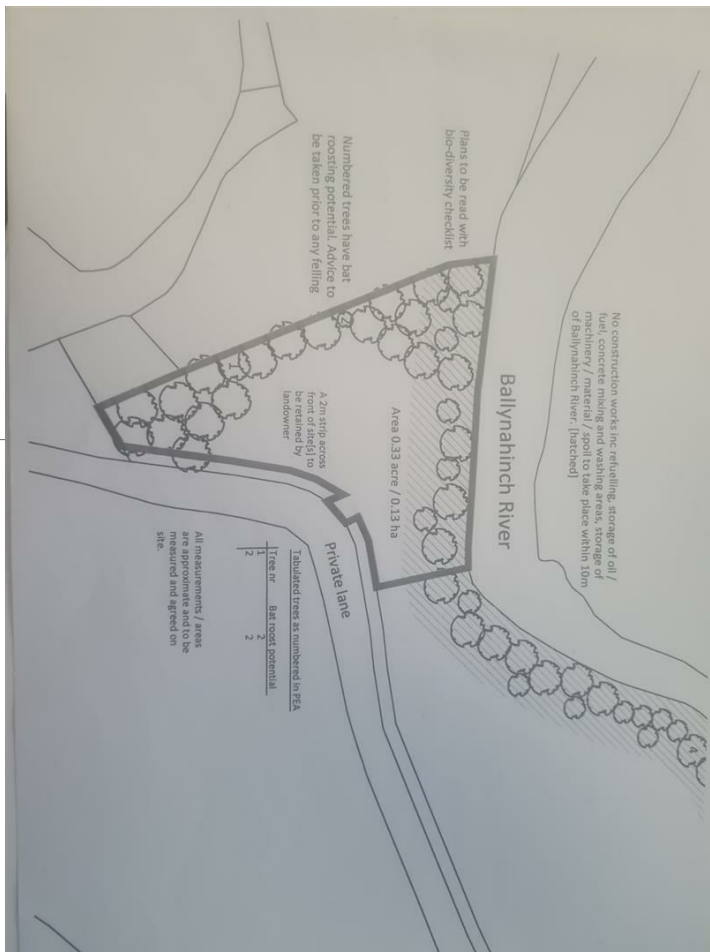 No construction works inc refuelling, storage of oil /
fuel, concrete mixing and washing areas, storage of
machinery / material / spoil to take place within 10m
of Ballynahinch River. [hatched]
Plans to be read with
bio-diversity checklist
Ballynahinch River
Numbered trees have bat
roosting potential. Advice to
be taken prior to any felling
Area 0.33 acre / 0.13 ha
A 2m strip across
front of site[s] to
be retained by
landowner
2
1
4
Private lane
Tabulated trees as numbered in PEA
Tree nr Bat roost potential
1 2
2 2
All measurements / areas
are approximate and to be
measured and agreed on
site.